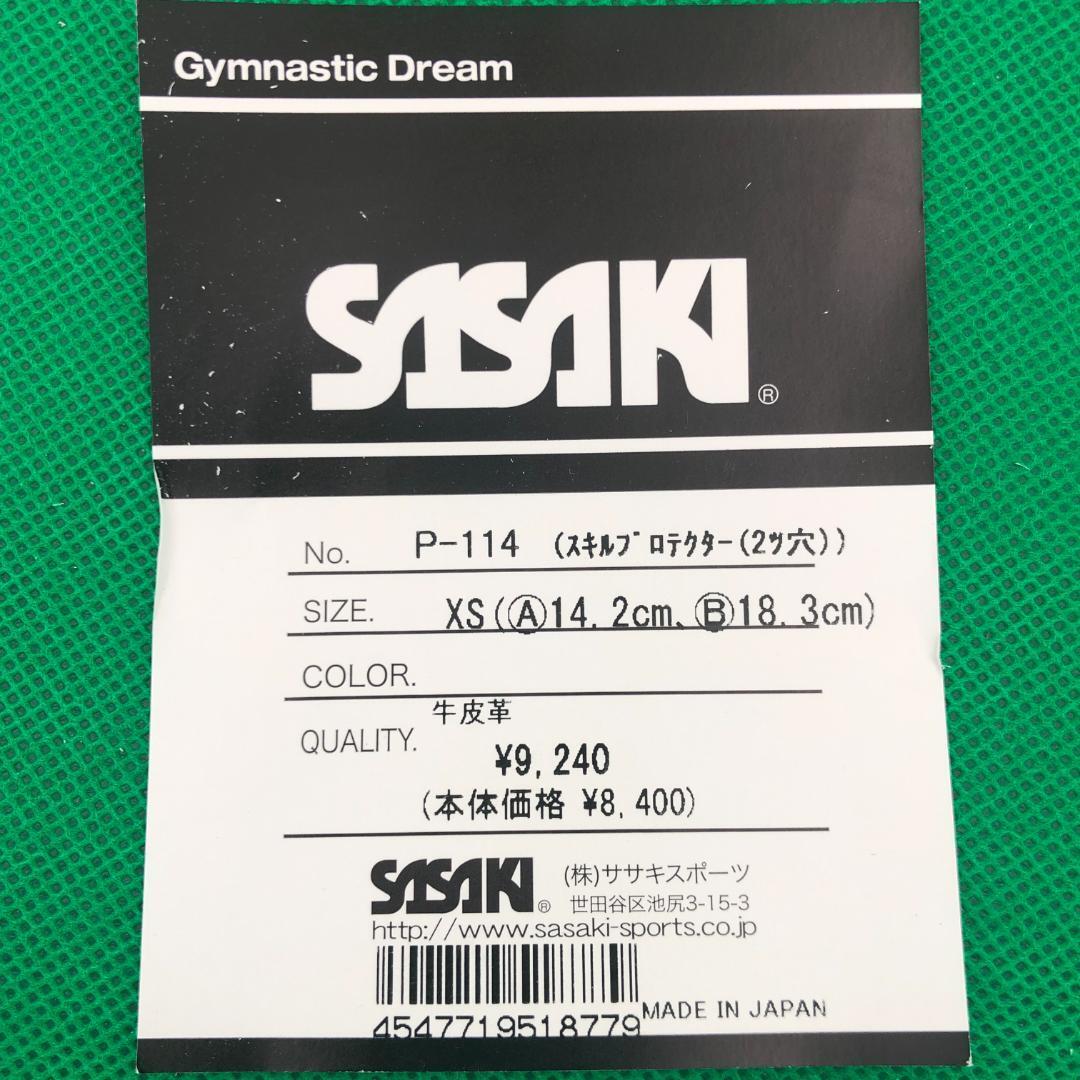 Gymnastic Dream
SASAKI®
No. P-114 (ｽｷﾙﾌﾟﾛﾃｸﾀｰ(2ﾂ穴))
SIZE. XS(Ⓐ14.2cm、Ⓑ18.3cm)
COLOR.
牛皮革
QUALITY.
¥9,240
(本体価格 ¥8,400)
SASAKI® (株)ササキスポーツ
世田谷区池尻3-15-3
http://www.sasaki-sports.co.jp
MADE IN JAPAN
4547719518779